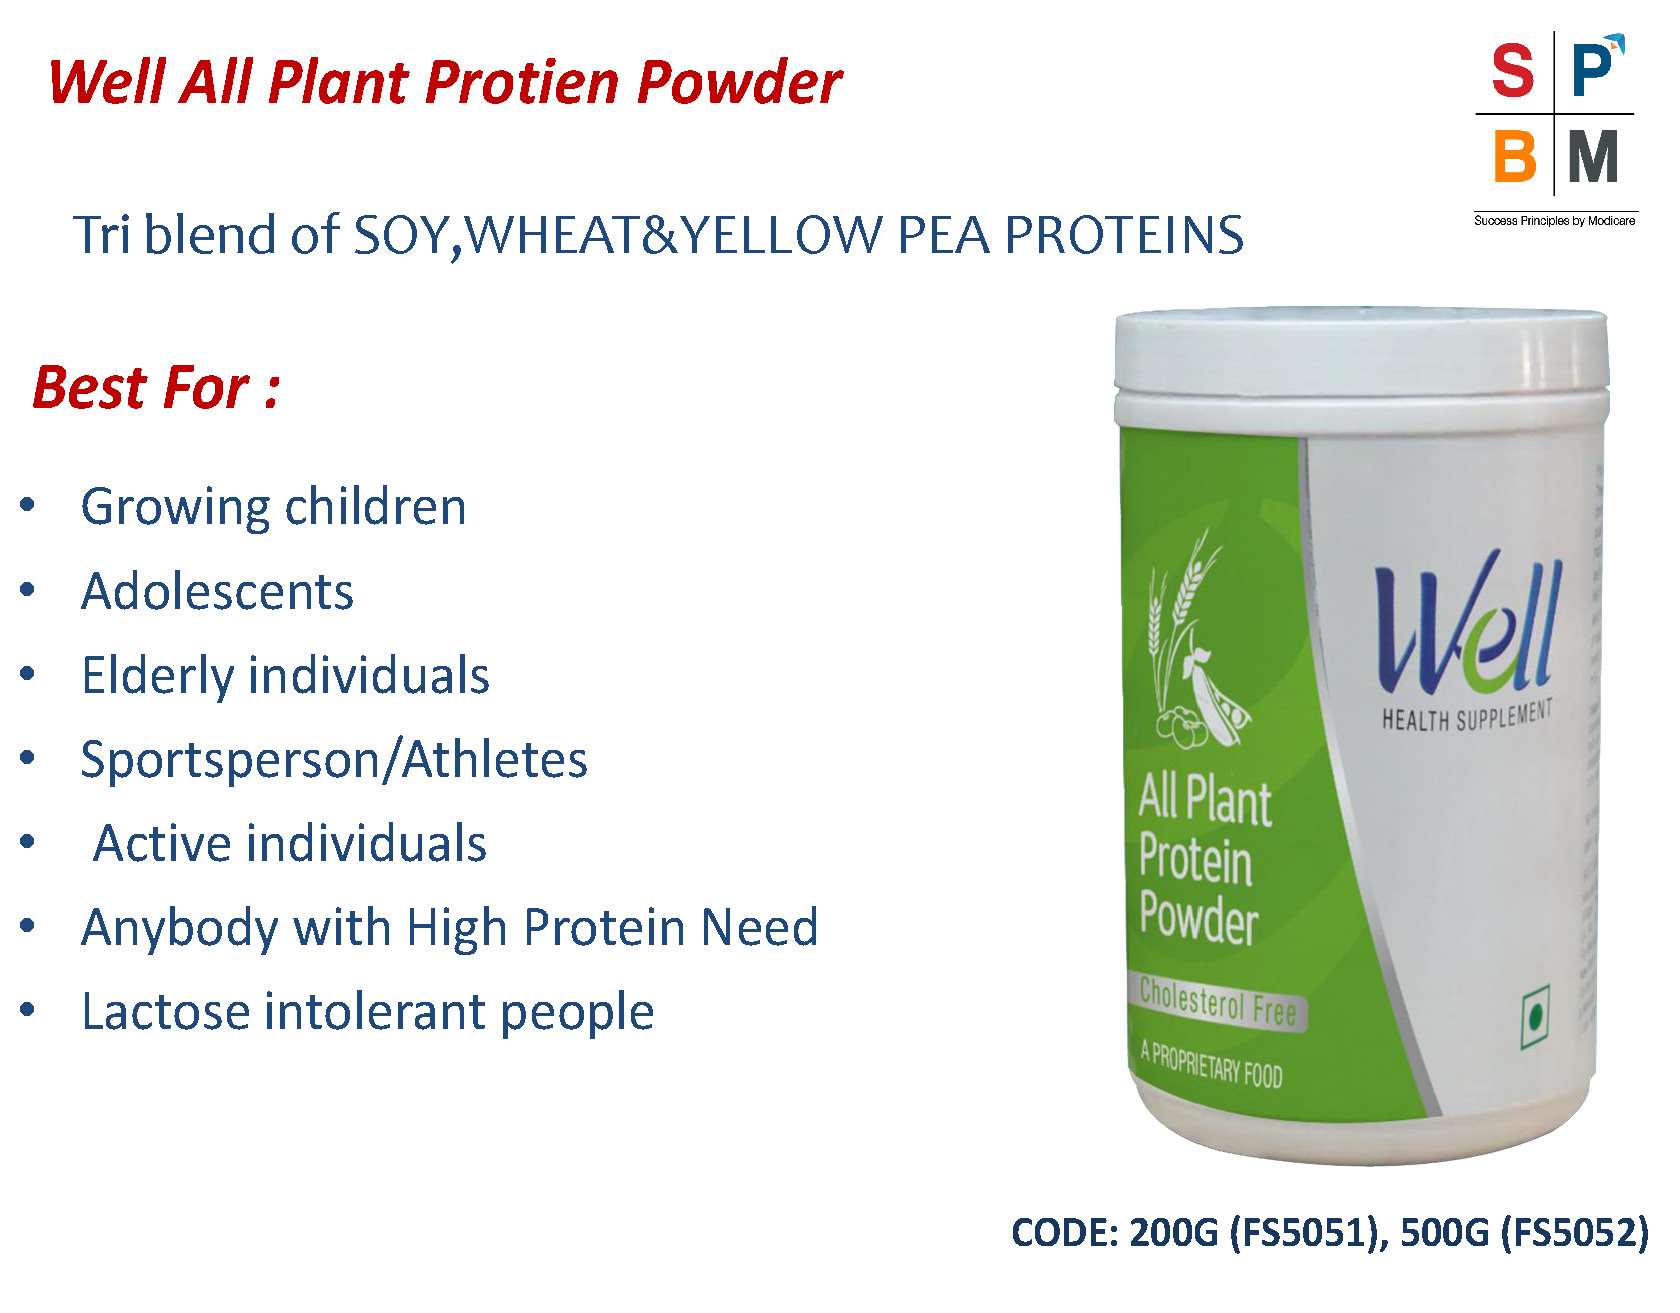 Well All Plant Protien Powder
S P
B M
Success Principles by Modicare
Tri blend of SOY,WHEAT&YELLOW PEA PROTEINS
Best For :
• Growing children
• Adolescents
• Elderly individuals
• Sportsperson/Athletes
• Active individuals
• Anybody with High Protein Need
• Lactose intolerant people
Well
HEALTH SUPPLEMENT
All Plant
Protein
Powder
Cholesterol Free
A PROPRIETARY FOOD
CODE: 200G (FS5051), 500G (FS5052)